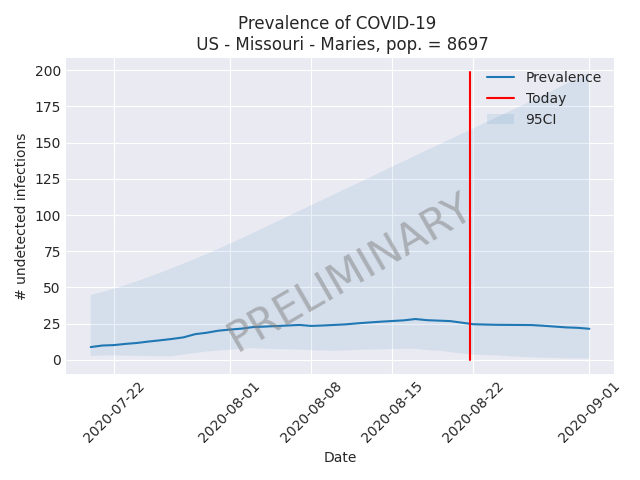 Prevalence of COVID-19
US - Missouri - Maries, pop. = 8697
# undetected infections
200
175
150
125
100
75
50
25
0
Prevalence
Today
95CI
PRELIMINARY
2020-07-22
2020-08-01
2020-08-08
2020-08-15
2020-08-22
2020-09-01
Date